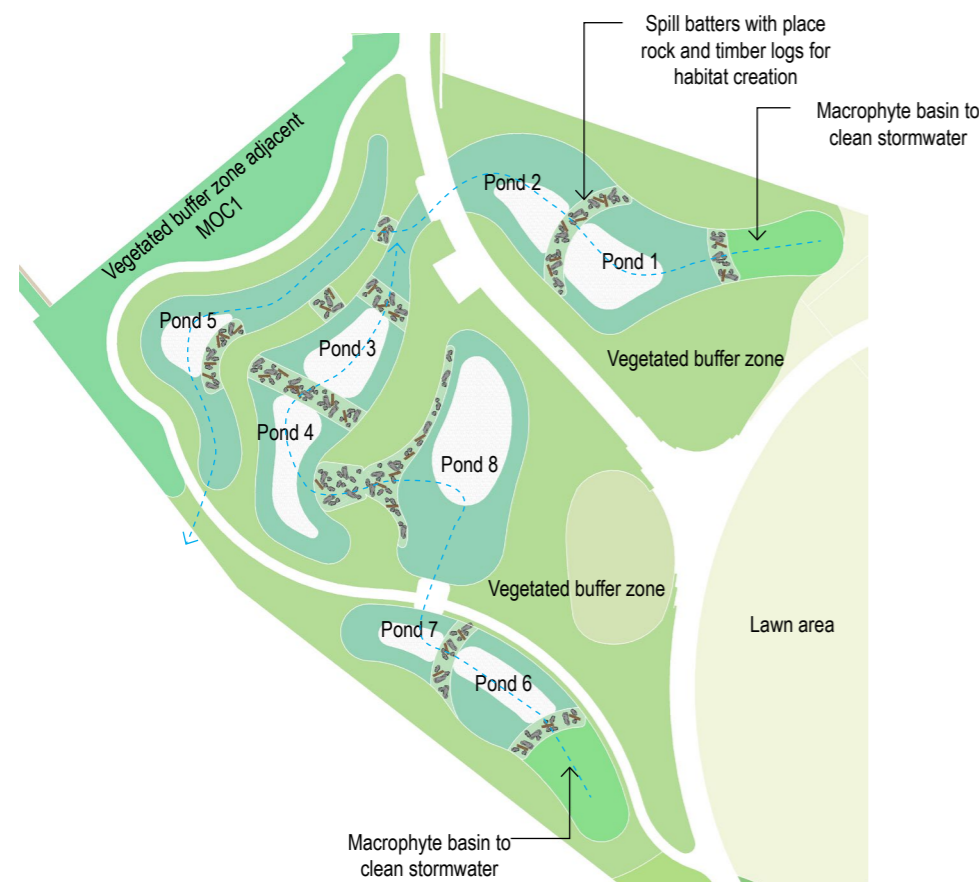 Spill batters with place
rock and timber logs for
habitat creation
Macrophyte basin to
clean stormwater
Vegetated buffer zone adjacent
MOC1
Pond 2
Pond 1
Pond 5
Pond 3
Vegetated buffer zone
Pond 4
Pond 8
Vegetated buffer zone
Lawn area
Pond 7
Pond 6
Macrophyte basin to
clean stormwater